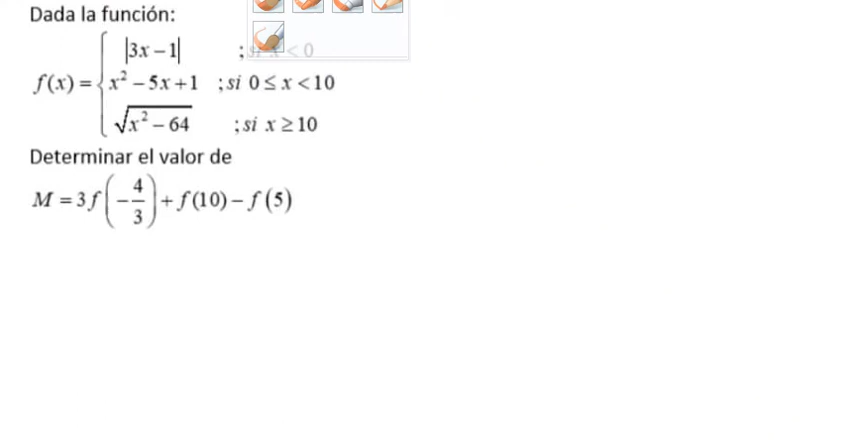 Dada la función:
|3x − 1| ; si x < 0
f(x) = { x² − 5x + 1 ; si 0 ≤ x < 10
√(x² − 64) ; si x ≥ 10
Determinar el valor de
M = 3f(−4/3) + f(10) − f(5)